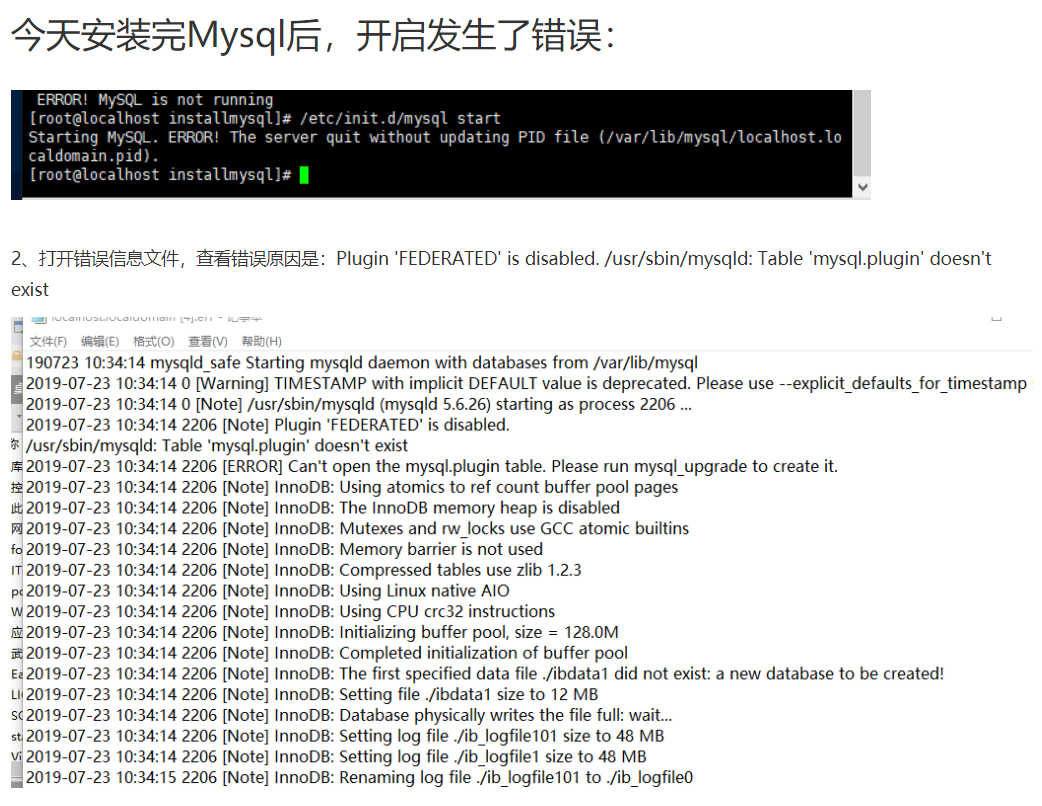 今天安装完Mysql后，开启发生了错误：
ERROR! MySQL is not running
[root@localhost installmysql]# /etc/init.d/mysql start
Starting MySQL. ERROR! The server quit without updating PID file (/var/lib/mysql/localhost.lo
caldomain.pid).
[root@localhost installmysql]#
2、打开错误信息文件，查看错误原因是：Plugin 'FEDERATED' is disabled. /usr/sbin/mysqld: Table 'mysql.plugin' doesn't
exist
localhost.localdomain [4].err - 记事本
文件(F) 编辑(E) 格式(O) 查看(V) 帮助(H)
190723 10:34:14 mysqld_safe Starting mysqld daemon with databases from /var/lib/mysql
2019-07-23 10:34:14 0 [Warning] TIMESTAMP with implicit DEFAULT value is deprecated. Please use --explicit_defaults_for_timestamp
2019-07-23 10:34:14 0 [Note] /usr/sbin/mysqld (mysqld 5.6.26) starting as process 2206 ...
2019-07-23 10:34:14 2206 [Note] Plugin 'FEDERATED' is disabled.
/usr/sbin/mysqld: Table 'mysql.plugin' doesn't exist
2019-07-23 10:34:14 2206 [ERROR] Can't open the mysql.plugin table. Please run mysql_upgrade to create it.
2019-07-23 10:34:14 2206 [Note] InnoDB: Using atomics to ref count buffer pool pages
2019-07-23 10:34:14 2206 [Note] InnoDB: The InnoDB memory heap is disabled
2019-07-23 10:34:14 2206 [Note] InnoDB: Mutexes and rw_locks use GCC atomic builtins
2019-07-23 10:34:14 2206 [Note] InnoDB: Memory barrier is not used
2019-07-23 10:34:14 2206 [Note] InnoDB: Compressed tables use zlib 1.2.3
2019-07-23 10:34:14 2206 [Note] InnoDB: Using Linux native AIO
2019-07-23 10:34:14 2206 [Note] InnoDB: Using CPU crc32 instructions
2019-07-23 10:34:14 2206 [Note] InnoDB: Initializing buffer pool, size = 128.0M
2019-07-23 10:34:14 2206 [Note] InnoDB: Completed initialization of buffer pool
2019-07-23 10:34:14 2206 [Note] InnoDB: The first specified data file ./ibdata1 did not exist: a new database to be created!
2019-07-23 10:34:14 2206 [Note] InnoDB: Setting file ./ibdata1 size to 12 MB
2019-07-23 10:34:14 2206 [Note] InnoDB: Database physically writes the file full: wait...
2019-07-23 10:34:14 2206 [Note] InnoDB: Setting log file ./ib_logfile101 size to 48 MB
2019-07-23 10:34:14 2206 [Note] InnoDB: Setting log file ./ib_logfile1 size to 48 MB
2019-07-23 10:34:15 2206 [Note] InnoDB: Renaming log file ./ib_logfile101 to ./ib_logfile0